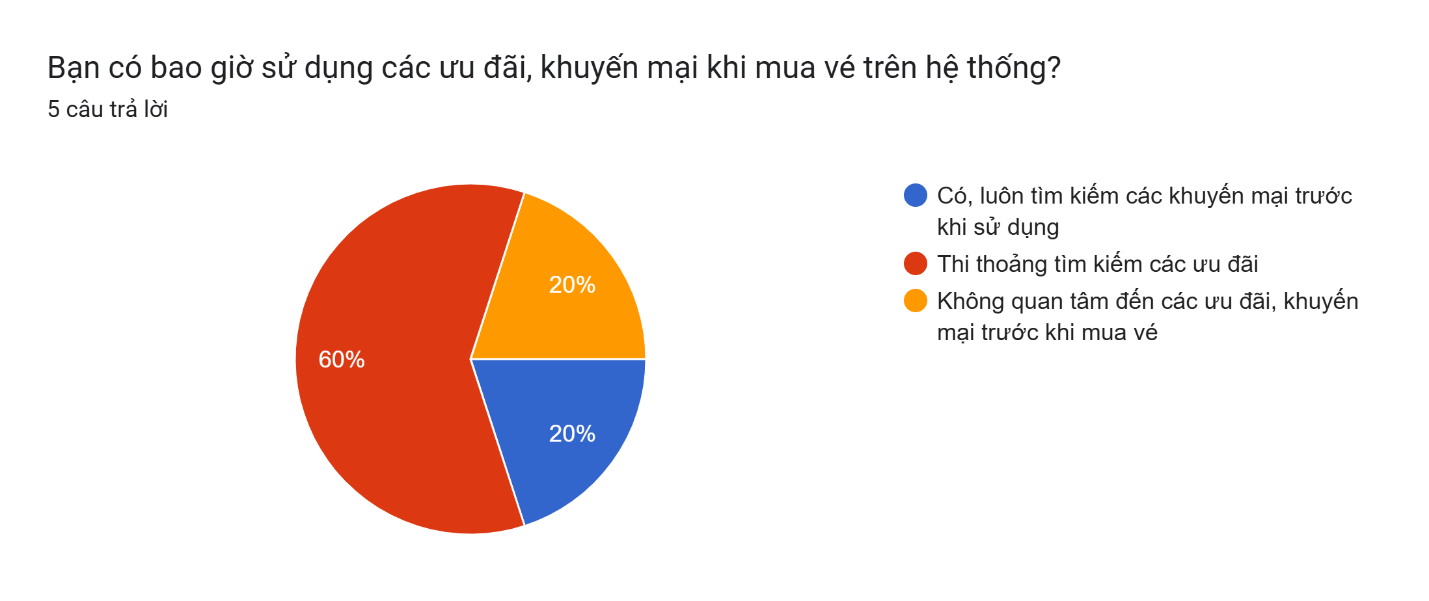 Bạn có bao giờ sử dụng các ưu đãi, khuyến mại khi mua vé trên hệ thống?
5 câu trả lời
Có, luôn tìm kiếm các khuyến mại trước
khi sử dụng
Thi thoảng tìm kiếm các ưu đãi
Không quan tâm đến các ưu đãi, khuyến
mại trước khi mua vé
20%
60%
20%